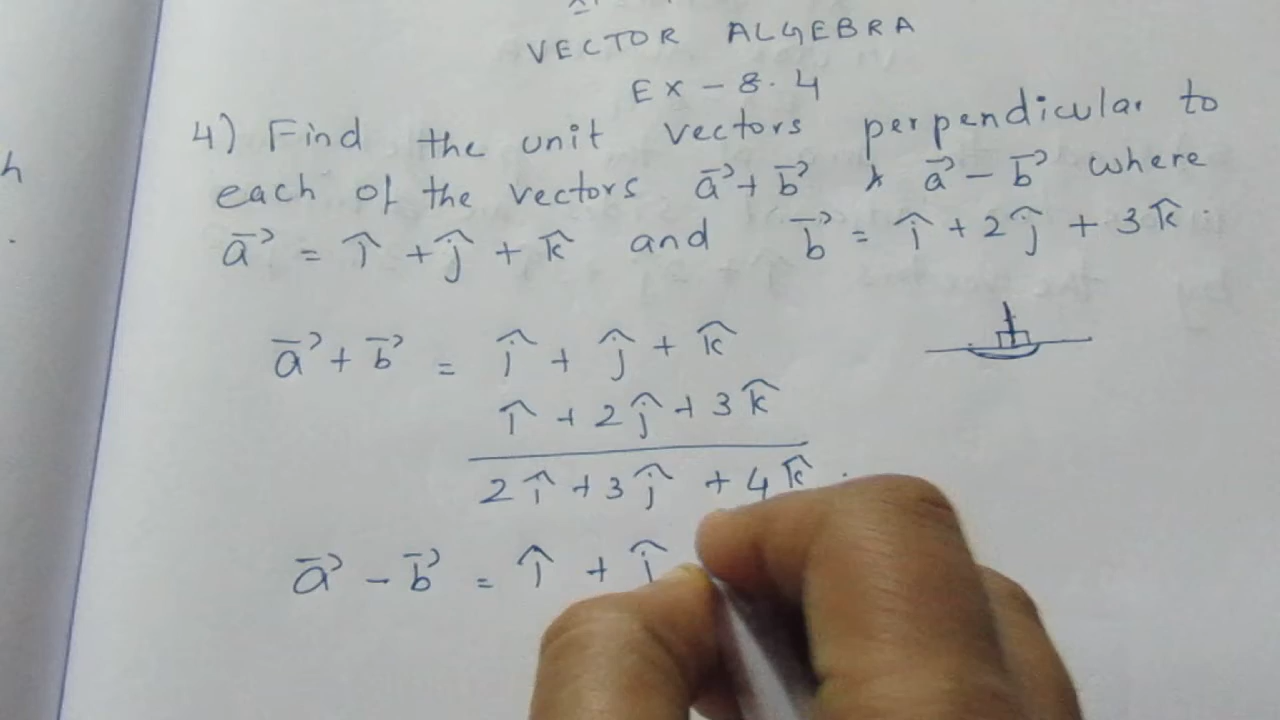 VECTOR ALGEBRA
EX - 8.4
4) Find the unit vectors perpendicular to
each of the vectors a⃗ + b⃗ & a⃗ - b⃗ where
a⃗ = î + ĵ + k̂ and b⃗ = î + 2ĵ + 3k̂.
a⃗ + b⃗ = î + ĵ + k̂
î + 2ĵ + 3k̂
2î + 3ĵ + 4k̂.
a⃗ - b⃗ = î + ĵ
h